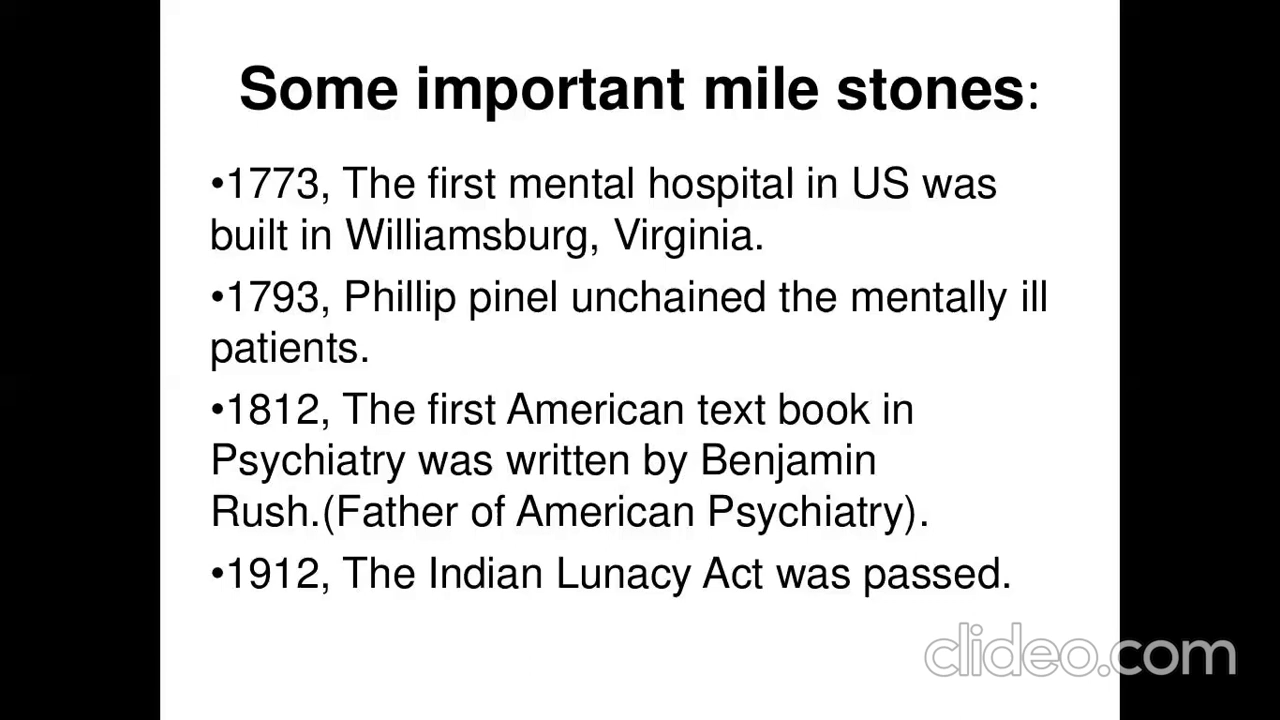 Some important mile stones:
•1773, The first mental hospital in US was
built in Williamsburg, Virginia.
•1793, Phillip pinel unchained the mentally ill
patients.
•1812, The first American text book in
Psychiatry was written by Benjamin
Rush.(Father of American Psychiatry).
•1912, The Indian Lunacy Act was passed.
clideo.com